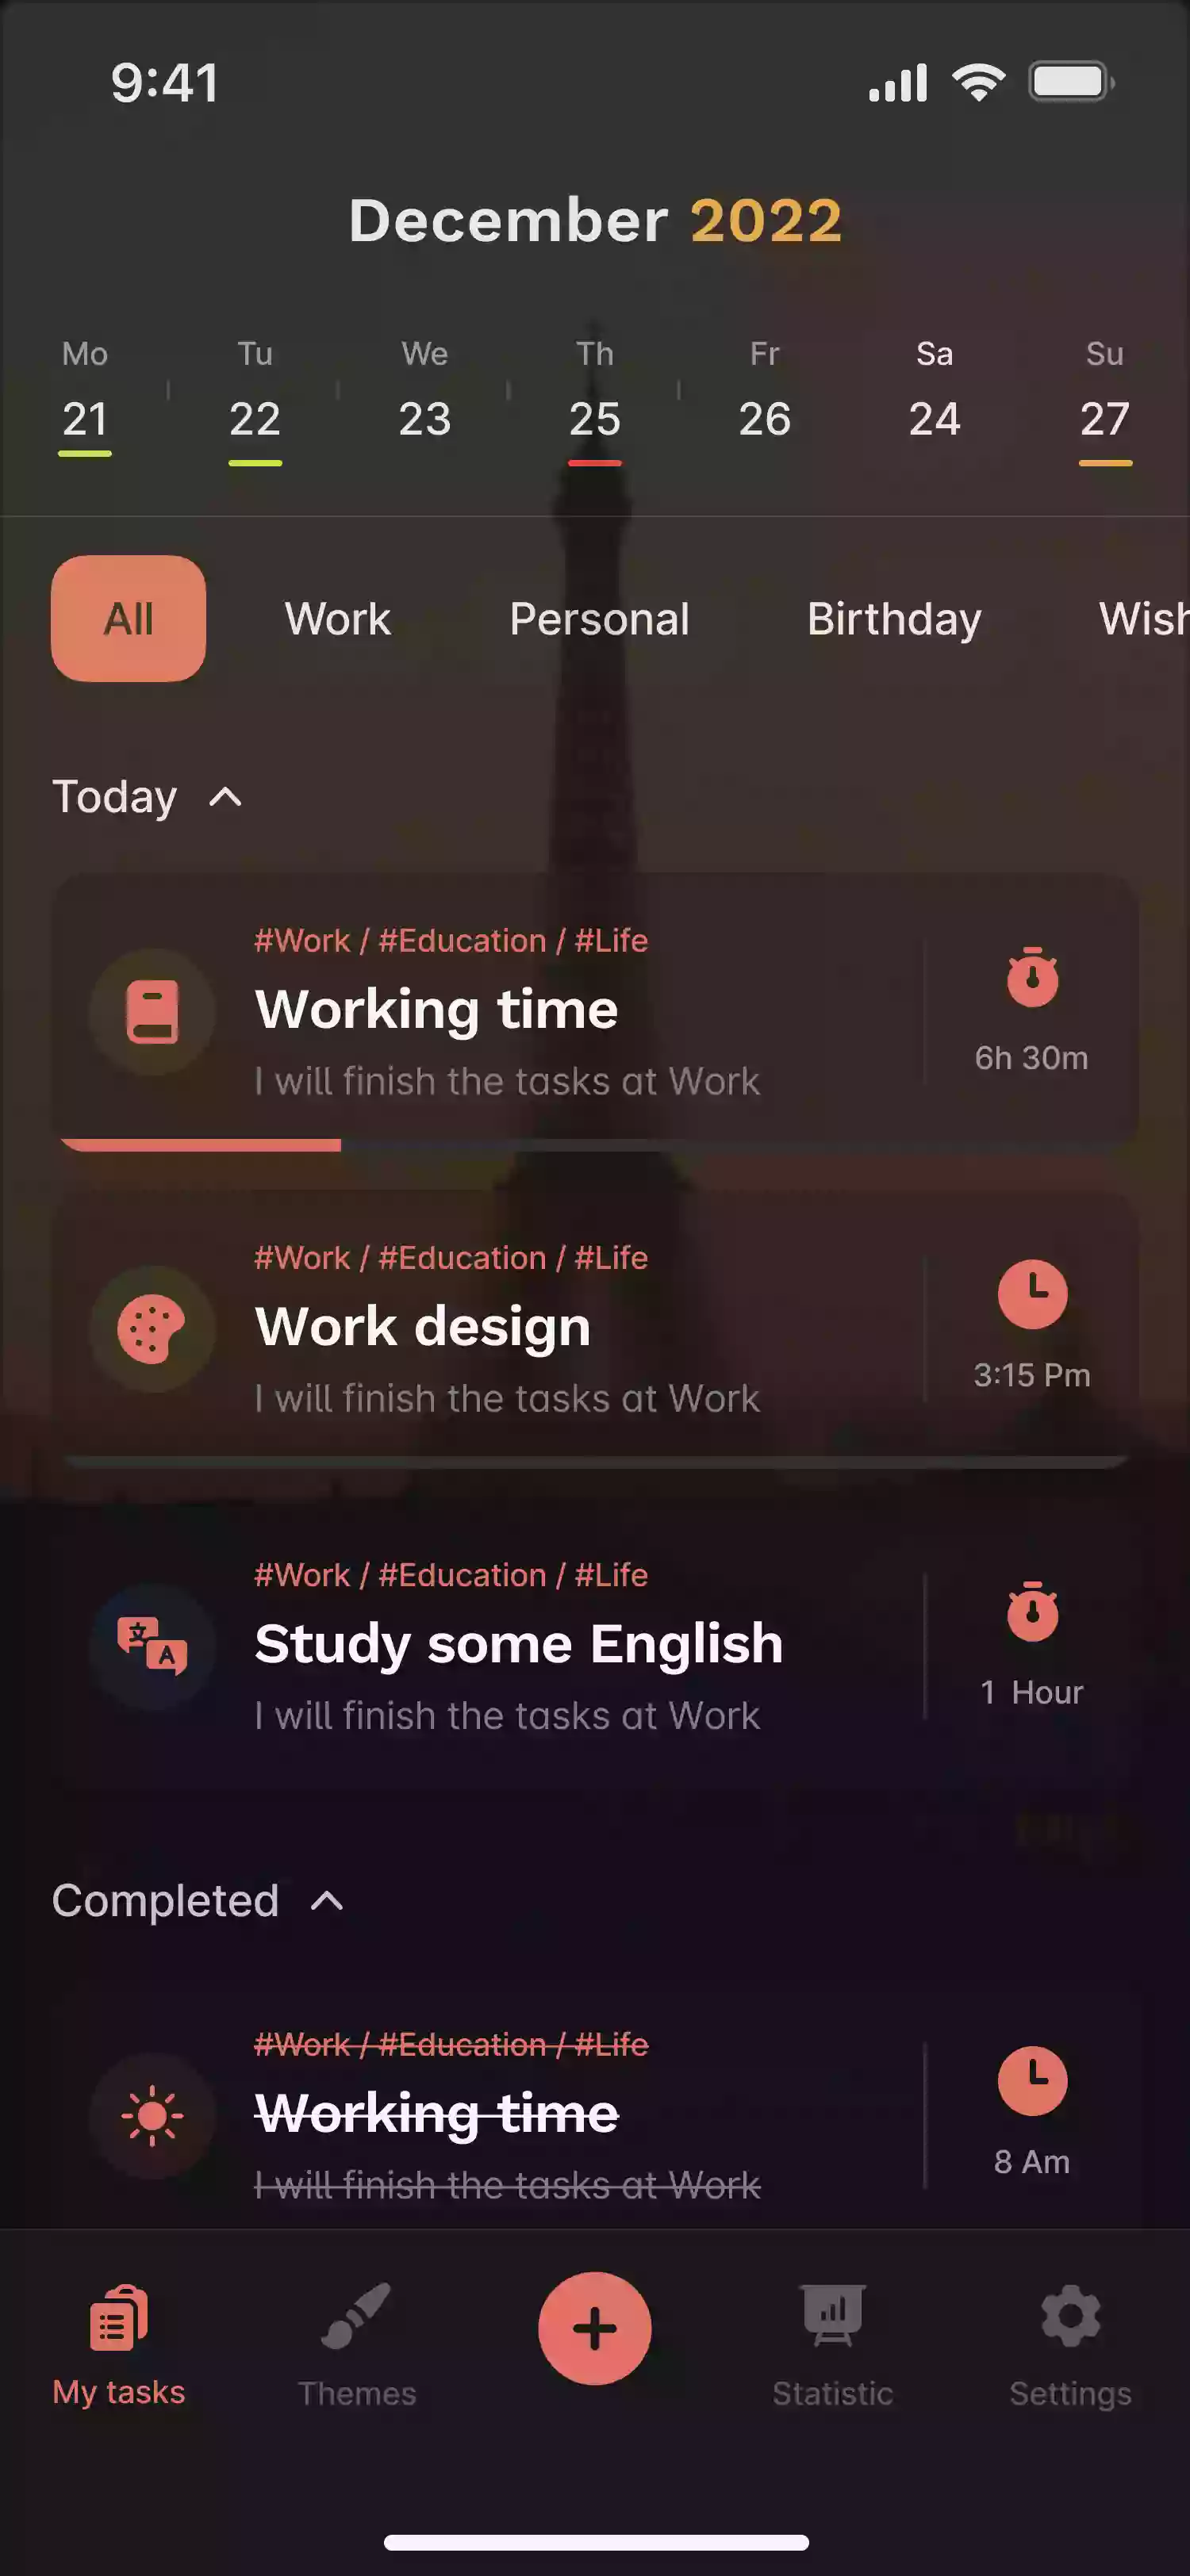 9:41
December 2022
Mo Tu We Th Fr Sa Su
21 22 23 25 26 24 27
All Work Personal Birthday Wish
Today
#Work / #Education / #Life
Working time
I will finish the tasks at Work
6h 30m
#Work / #Education / #Life
Work design
I will finish the tasks at Work
3:15 Pm
文 A
#Work / #Education / #Life
Study some English
I will finish the tasks at Work
1 Hour
Completed
#Work / #Education / #Life
Working time
I will finish the tasks at Work
8 Am
My tasks Themes Statistic Settings